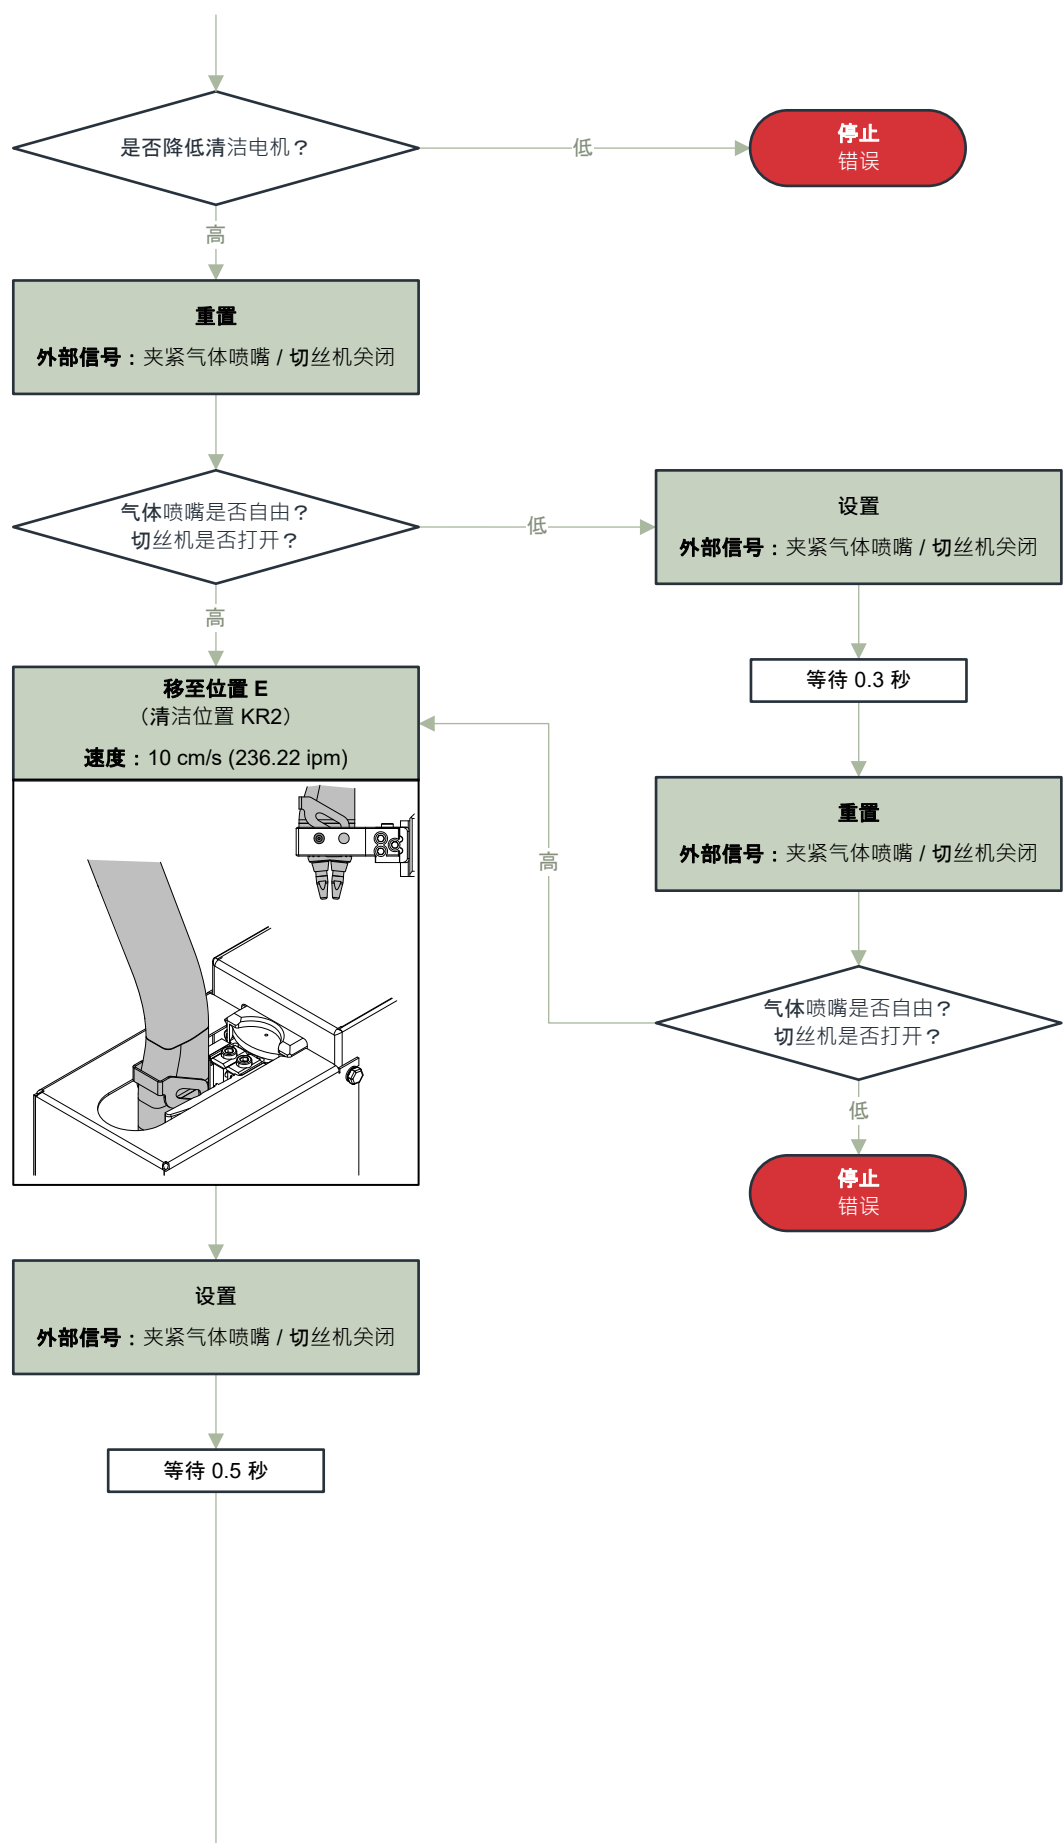 是否降低清洁电机？
低
停止
错误
高
重置
外部信号：夹紧气体喷嘴 / 切丝机关闭
气体喷嘴是否自由？
切丝机是否打开？
低
设置
外部信号：夹紧气体喷嘴 / 切丝机关闭
高
等待 0.3 秒
移至位置 E
（清洁位置 KR2）
速度：10 cm/s (236.22 ipm)
重置
外部信号：夹紧气体喷嘴 / 切丝机关闭
高
气体喷嘴是否自由？
切丝机是否打开？
低
停止
错误
设置
外部信号：夹紧气体喷嘴 / 切丝机关闭
等待 0.5 秒